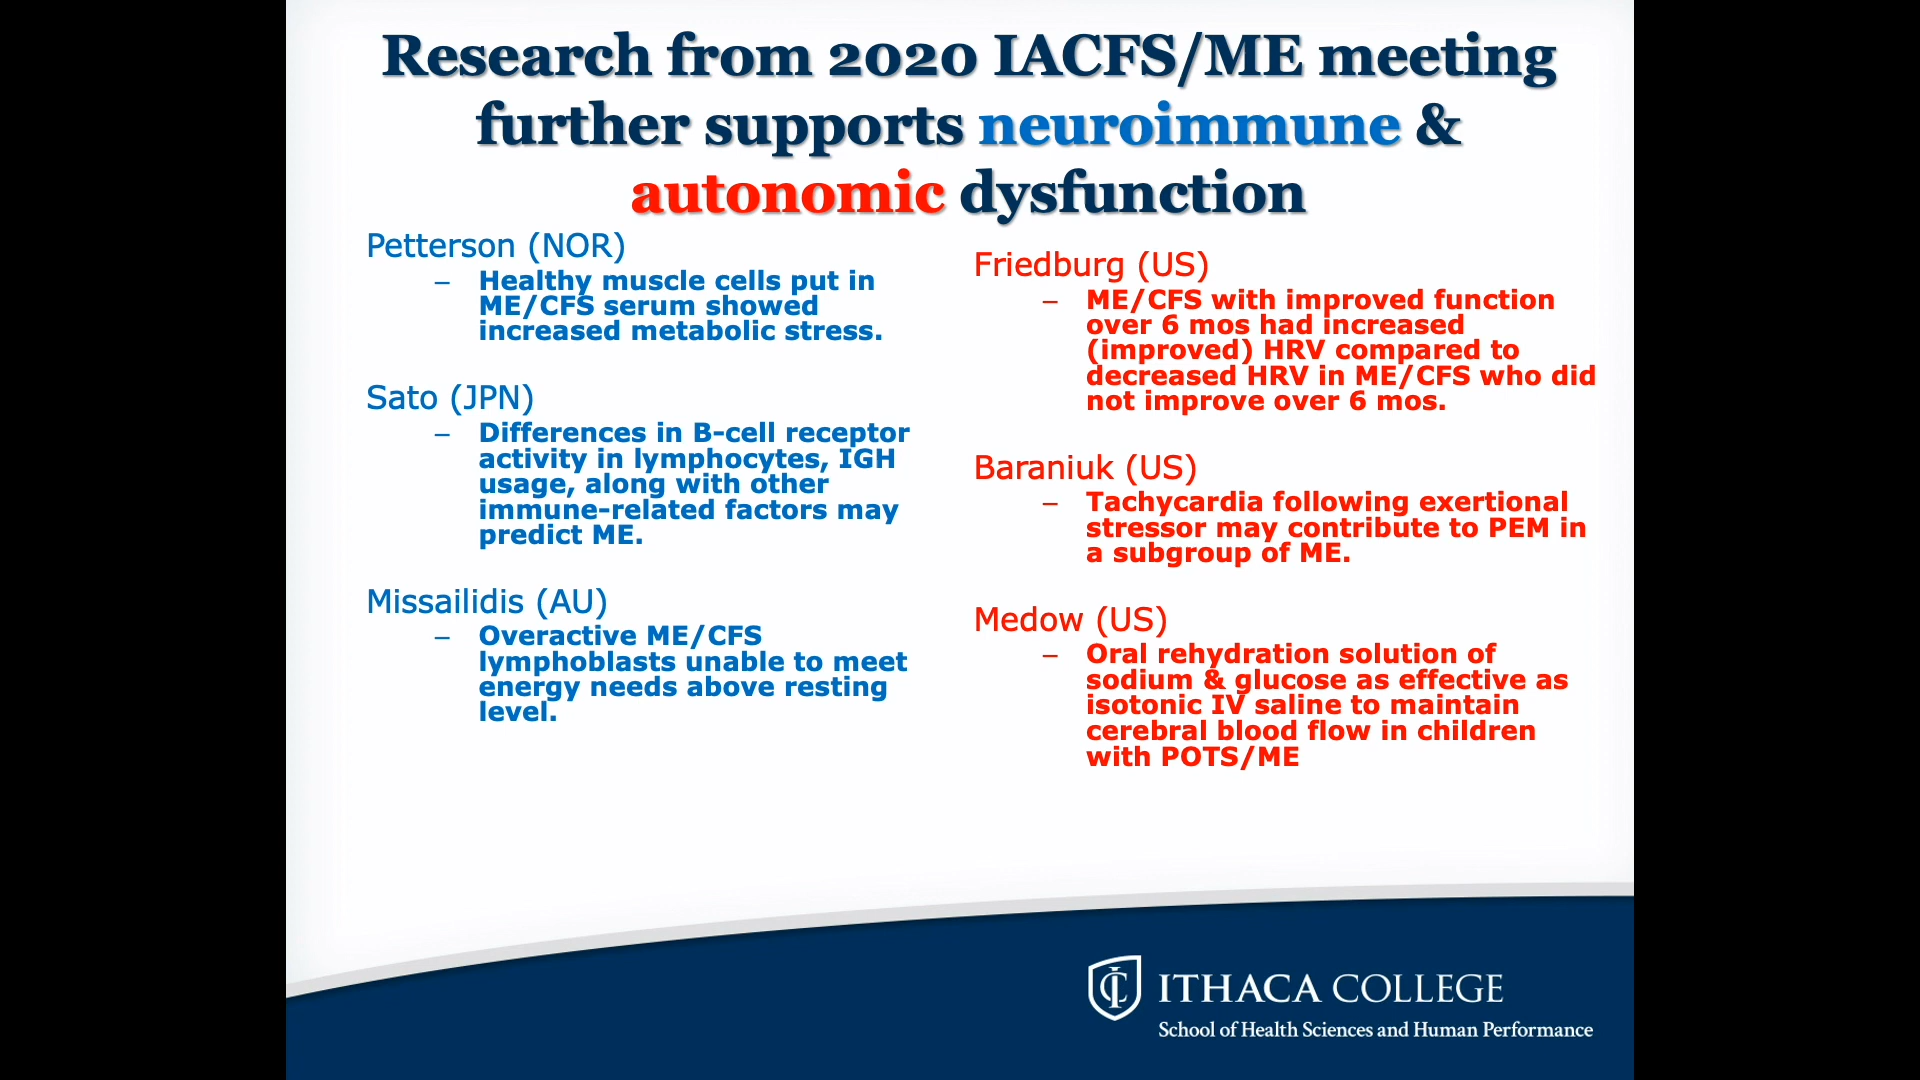 Research from 2020 IACFS/ME meeting
further supports neuroimmune &
autonomic dysfunction
Petterson (NOR)
– Healthy muscle cells put in
ME/CFS serum showed
increased metabolic stress.
Sato (JPN)
– Differences in B-cell receptor
activity in lymphocytes, IGH
usage, along with other
immune-related factors may
predict ME.
Missailidis (AU)
– Overactive ME/CFS
lymphoblasts unable to meet
energy needs above resting
level.
Friedburg (US)
– ME/CFS with improved function
over 6 mos had increased
(improved) HRV compared to
decreased HRV in ME/CFS who did
not improve over 6 mos.
Baraniuk (US)
– Tachycardia following exertional
stressor may contribute to PEM in
a subgroup of ME.
Medow (US)
– Oral rehydration solution of
sodium & glucose as effective as
isotonic IV saline to maintain
cerebral blood flow in children
with POTS/ME
IC
ITHACA COLLEGE
School of Health Sciences and Human Performance